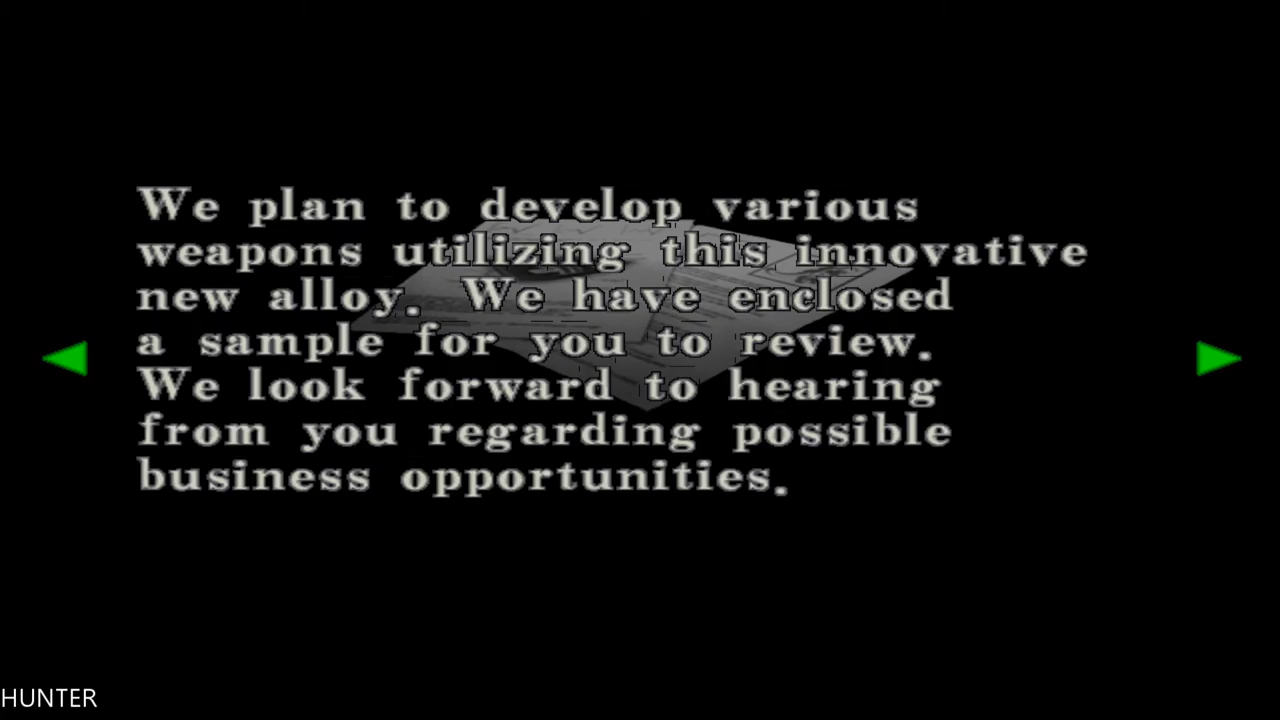 We plan to develop various
weapons utilizing this innovative
new alloy. We have enclosed
a sample for you to review.
We look forward to hearing
from you regarding possible
business opportunities.
HUNTER